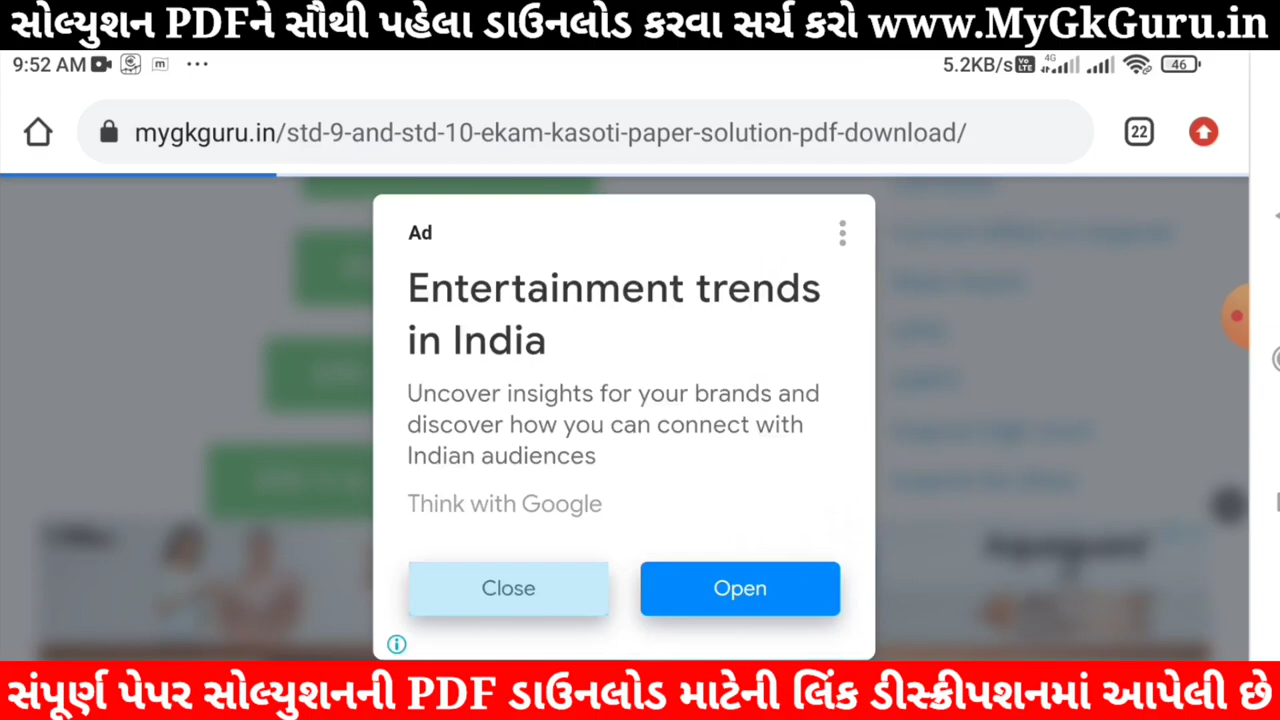 સોલ્યુશન PDFને સૌથી પહેલા ડાઉનલોડ કરવા સર્ચ કરો www.MyGkGuru.in
9:52 AM m ... 5.2KB/s Vo LTE 4G 46
mygkguru.in/std-9-and-std-10-ekam-kasoti-paper-solution-pdf-download/ 22
Ad
Entertainment trends
in India
Uncover insights for your brands and
discover how you can connect with
Indian audiences
Think with Google
Close Open
સંપૂર્ણ પેપર સોલ્યુશનની PDF ડાઉનલોડ માટેની લિંક ડીસ્ક્રીપશનમાં આપેલી છે